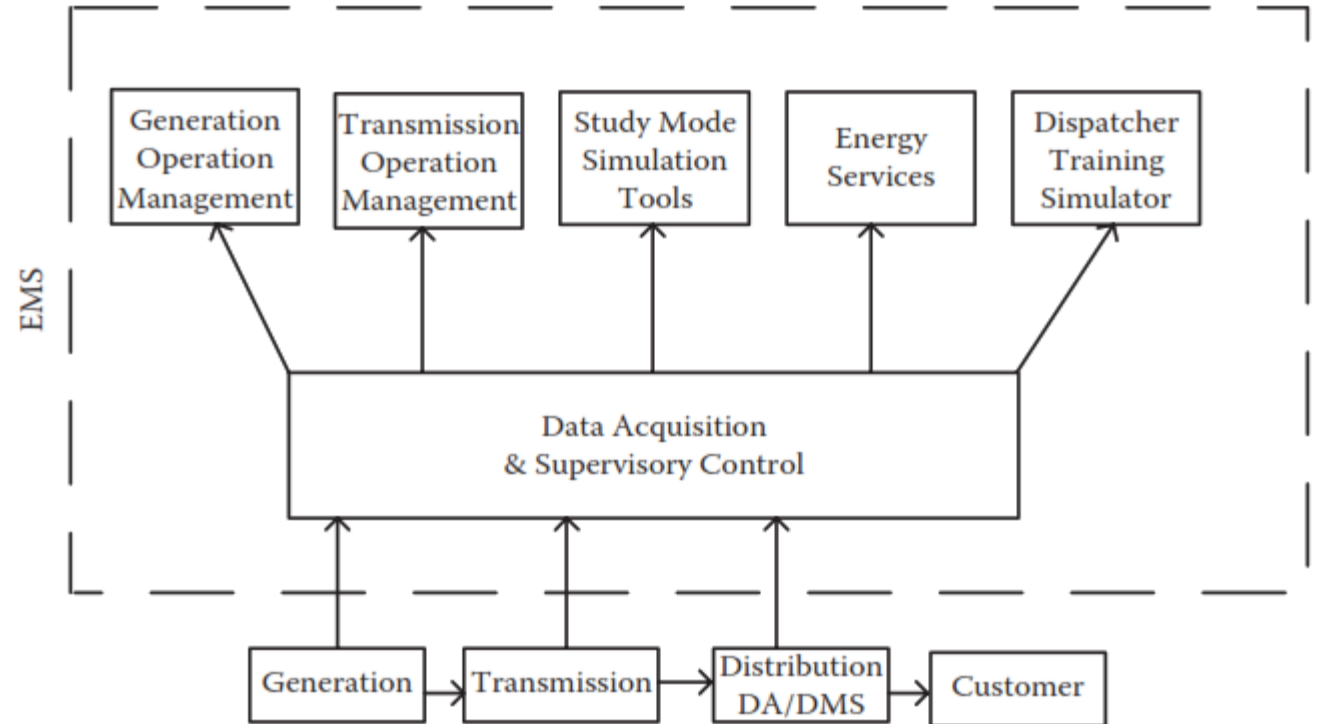 Generation
Operation
Management
Transmission
Operation
Management
Study Mode
Simulation
Tools
Energy
Services
Dispatcher
Training
Simulator
EMS
Data Acquisition
& Supervisory Control
Generation
Transmission
Distribution
DA/DMS
Customer